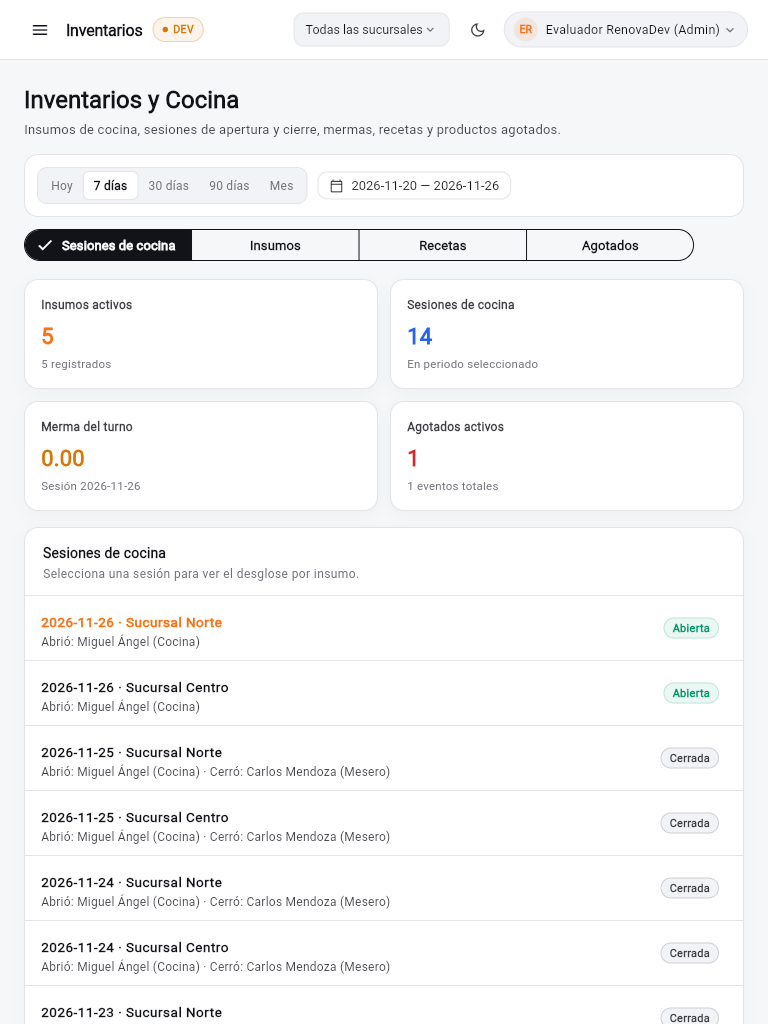 Inventarios
DEV
Todas las sucursales
ER
Evaluador RenovaDev (Admin)
Inventarios y Cocina
Insumos de cocina, sesiones de apertura y cierre, mermas, recetas y productos agotados.
Hoy
7 días
30 días
90 días
Mes
2026-11-20 — 2026-11-26
Sesiones de cocina
Insumos
Recetas
Agotados
Insumos activos
5
5 registrados
Sesiones de cocina
14
En periodo seleccionado
Merma del turno
0.00
Sesión 2026-11-26
Agotados activos
1
1 eventos totales
Sesiones de cocina
Selecciona una sesión para ver el desglose por insumo.
2026-11-26 · Sucursal Norte
Abrió: Miguel Ángel (Cocina)
Abierta
2026-11-26 · Sucursal Centro
Abrió: Miguel Ángel (Cocina)
Abierta
2026-11-25 · Sucursal Norte
Abrió: Miguel Ángel (Cocina) · Cerró: Carlos Mendoza (Mesero)
Cerrada
2026-11-25 · Sucursal Centro
Abrió: Miguel Ángel (Cocina) · Cerró: Carlos Mendoza (Mesero)
Cerrada
2026-11-24 · Sucursal Norte
Abrió: Miguel Ángel (Cocina) · Cerró: Carlos Mendoza (Mesero)
Cerrada
2026-11-24 · Sucursal Centro
Abrió: Miguel Ángel (Cocina) · Cerró: Carlos Mendoza (Mesero)
Cerrada
2026-11-23 · Sucursal Norte
Cerrada